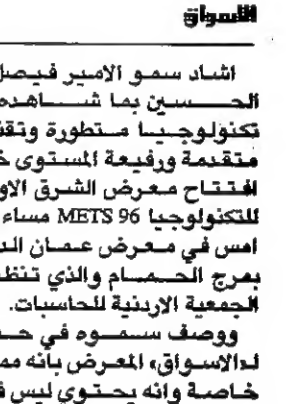 الاسواق
اشاد سمو الامير فيصل
الحسين بما شاهده
تكنولوجيا متطورة وتقن
متقدمة ورفيعة المستوى خ
افتتاح معرض الشرق الاو
للتكنولوجيا METS 96 مساء
امس في معرض عمان الد
بمرج الحمام والذي تنظم
الجمعية الاردنية للحاسبات.
ووصف سموه في حد
لـ«الاسواق» المعرض بانه مم
خاصة وانه يحتوي ليس ف